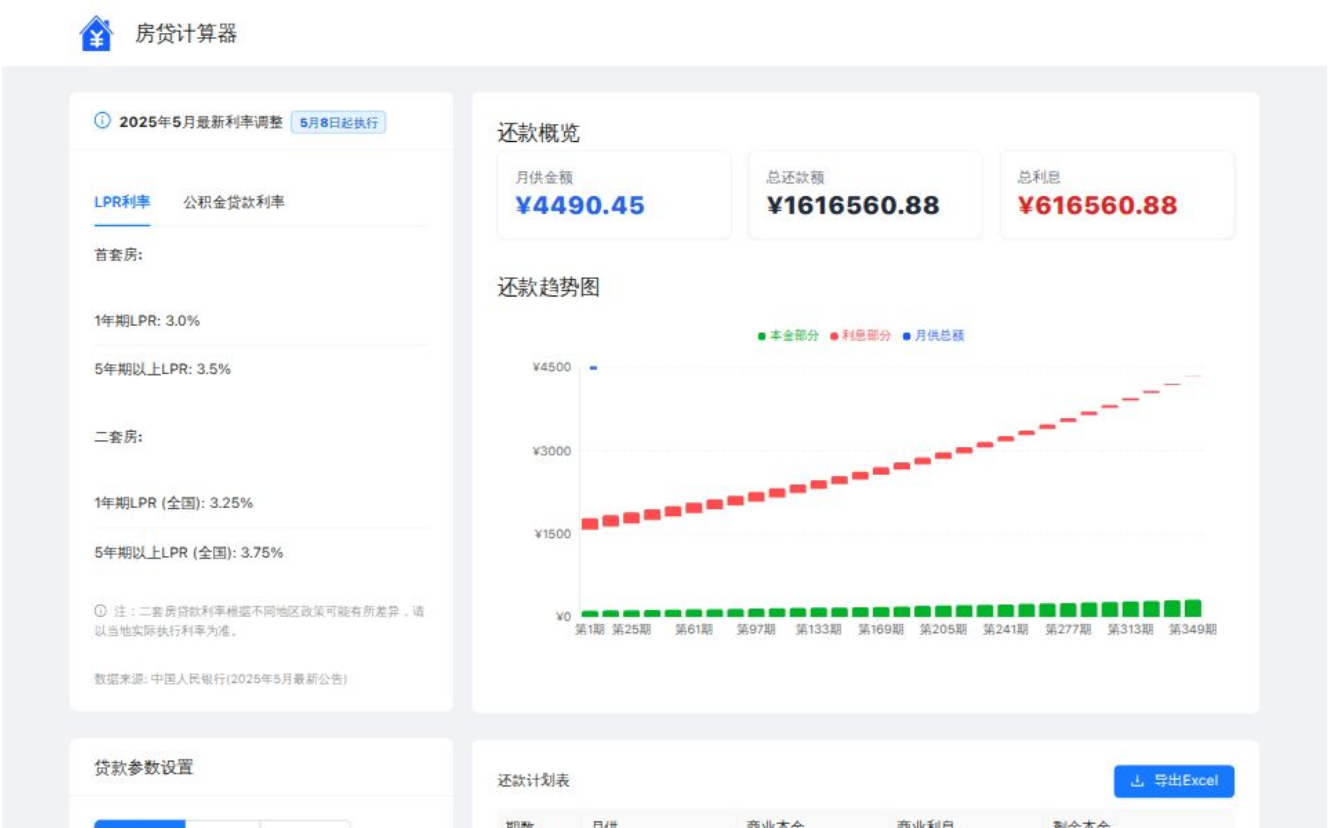 房贷计算器
2025年5月最新利率调整 5月8日起执行
LPR利率 公积金贷款利率
首套房:
1年期LPR: 3.0%
5年期以上LPR: 3.5%
二套房:
1年期LPR (全国): 3.25%
5年期以上LPR (全国): 3.75%
注：二套房贷款利率根据不同地区政策可能有所差异，请
以当地实际执行利率为准。
数据来源: 中国人民银行(2025年5月最新公告)
贷款参数设置
还款概览
月供金额 总还款额 总利息
¥4490.45 ¥1616560.88 ¥616560.88
还款趋势图
本金部分 利息部分 月供总额
¥4500
¥3000
¥1500
¥0
第1期 第25期 第61期 第97期 第133期 第169期 第205期 第241期 第277期 第313期 第349期
还款计划表 导出Excel
期数 月供 商业本金 商业利息 剩余本金